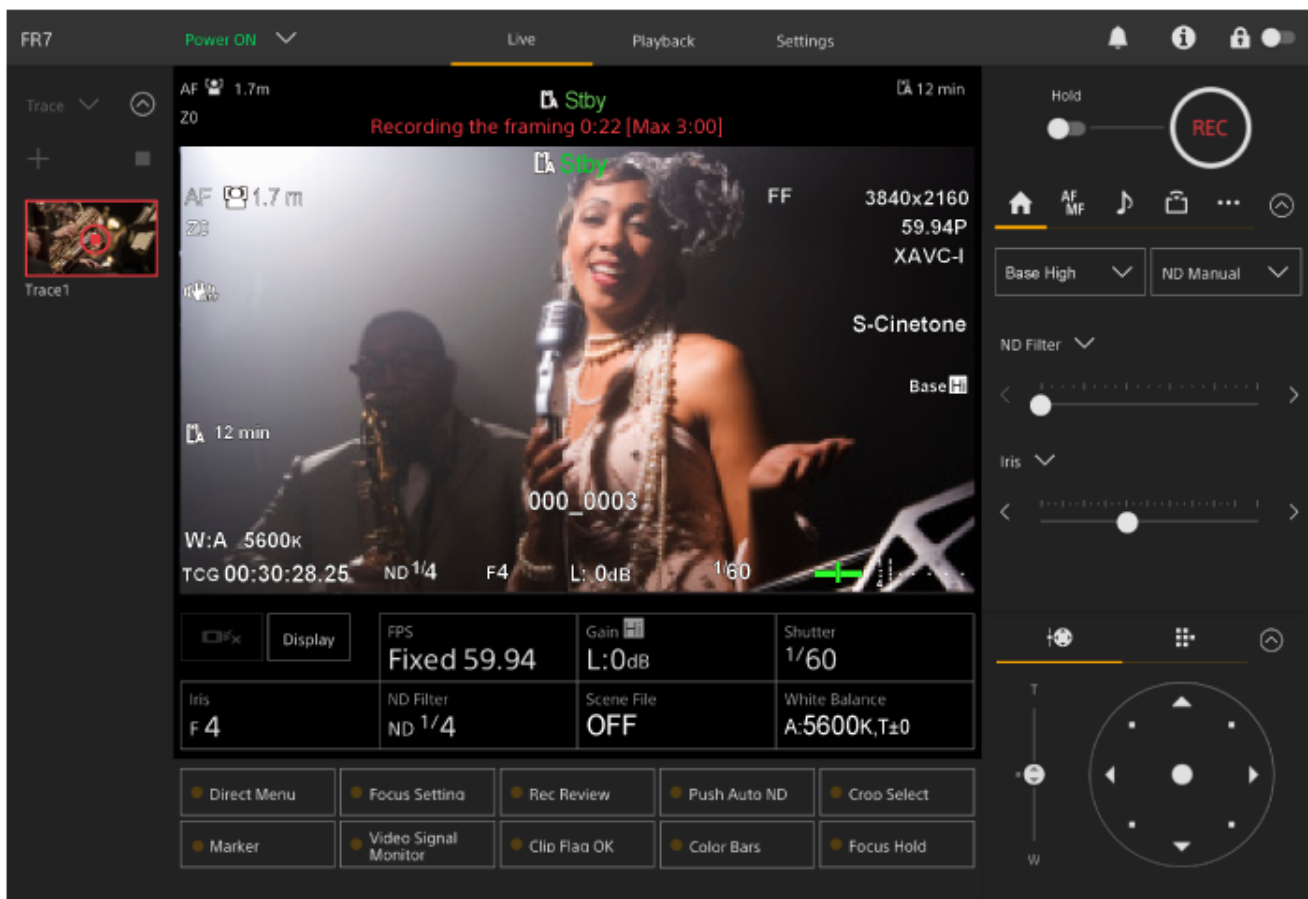 FR7
Power ON
Live
Playback
Settings
Trace
Trace1
AF 1.7m
Z0
Stby
12 min
Recording the framing 0:22 [Max 3:00]
Stby
AF 1.7 m
Z0
FF
3840x2160
59.94P
XAVC-I
S-Cinetone
Base Hi
12 min
000_0003
W:A 5600K
TCG 00:30:28.25
ND 1/4
F4
L: 0dB
1/60
Display
FPS
Fixed 59.94
Gain Hi
L:0dB
Shutter
1/60
Iris
F 4
ND Filter
ND 1/4
Scene File
OFF
White Balance
A:5600K,T±0
Direct Menu
Focus Setting
Rec Review
Push Auto ND
Crop Select
Marker
Video Signal
Monitor
Clip Flag OK
Color Bars
Focus Hold
Hold
REC
AF
MF
Base High
ND Manual
ND Filter
Iris
T
W